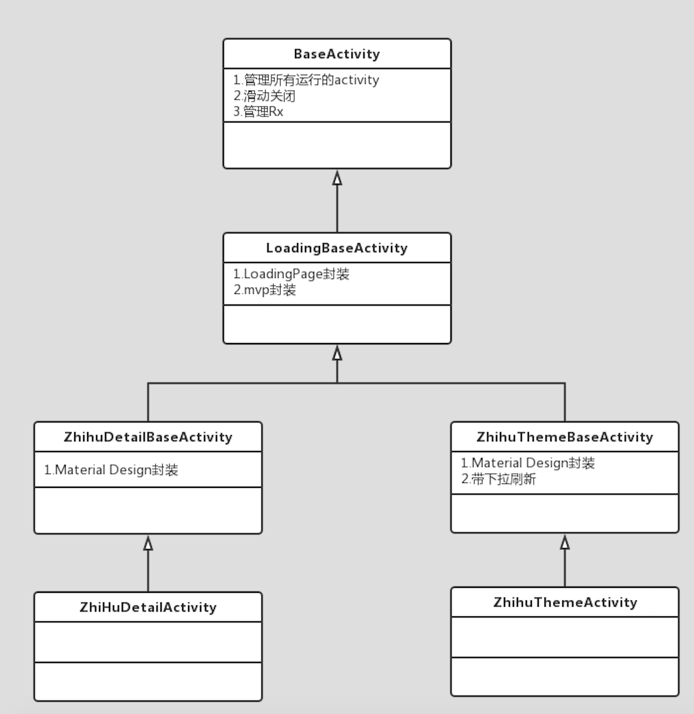 BaseActivity
1.管理所有运行的activity
2.滑动关闭
3.管理Rx
LoadingBaseActivity
1.LoadingPage封装
2.mvp封装
ZhihuDetailBaseActivity
1.Material Design封装
ZhihuThemeBaseActivity
1.Material Design封装
2.带下拉刷新
ZhiHuDetailActivity
ZhihuThemeActivity